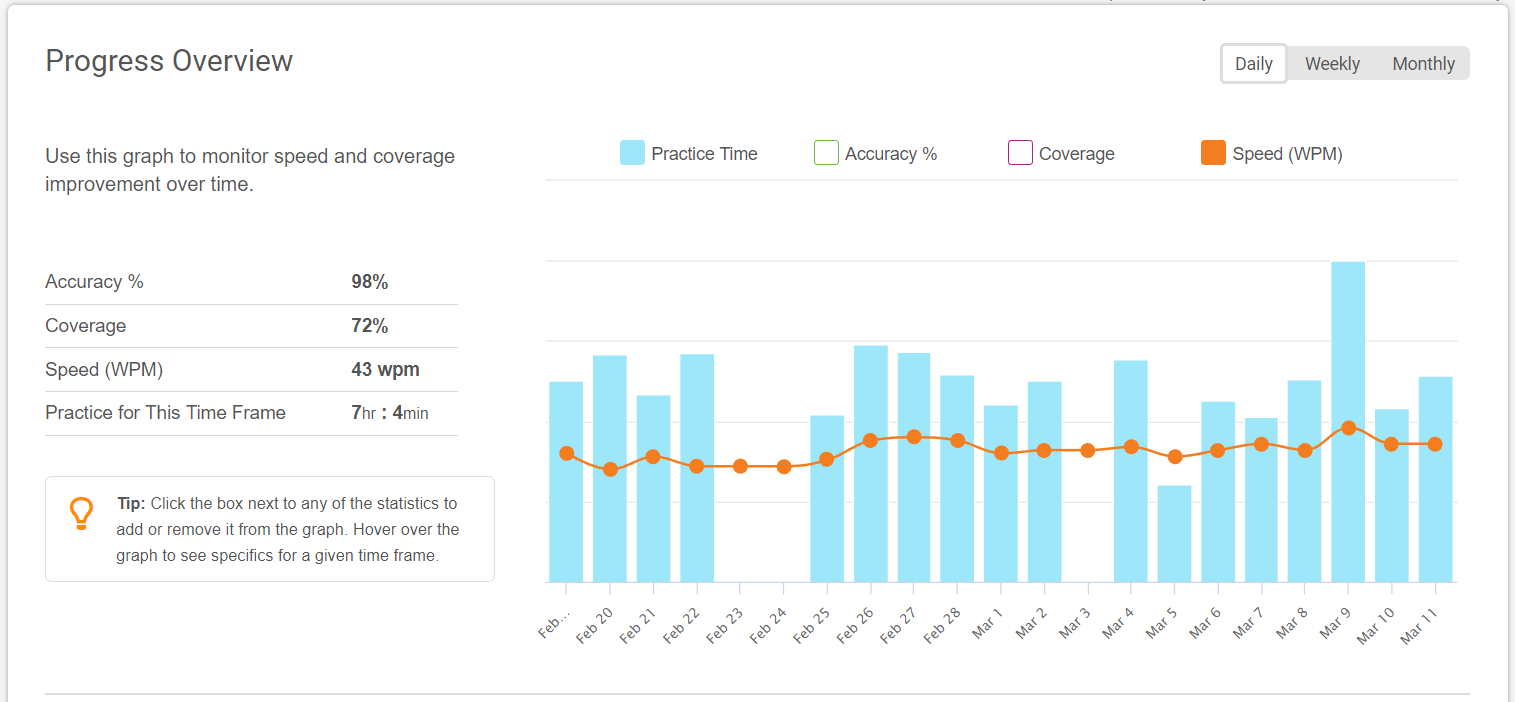 Progress Overview
Daily Weekly Monthly
Use this graph to monitor speed and coverage
improvement over time.
Practice Time Accuracy % Coverage Speed (WPM)
Accuracy % 98%
Coverage 72%
Speed (WPM) 43 wpm
Practice for This Time Frame 7hr : 4min
Tip: Click the box next to any of the statistics to
add or remove it from the graph. Hover over the
graph to see specifics for a given time frame.
Feb... Feb 20 Feb 21 Feb 22 Feb 23 Feb 24 Feb 25 Feb 26 Feb 27 Feb 28 Mar 1 Mar 2 Mar 3 Mar 4 Mar 5 Mar 6 Mar 7 Mar 8 Mar 9 Mar 10 Mar 11